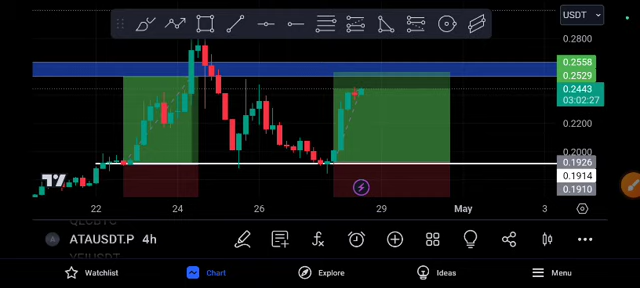 USDT
0.2800
0.2558
0.2529
0.2443
03:02:27
0.2200
0.2000
0.1926
0.1914
0.1910
22
24
26
29
May
3
ATAUSDT.P 4h
Watchlist
Chart
Explore
Ideas
Menu